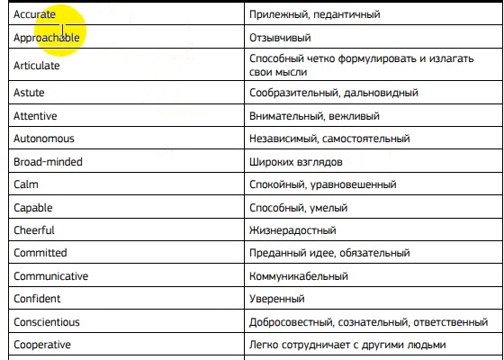 Accurate Прилежный, педантичный
Approachable Отзывчивый
Articulate Способный четко формулировать и излагать
свои мысли
Astute Сообразительный, дальновидный
Attentive Внимательный, вежливый
Autonomous Независимый, самостоятельный
Broad-minded Широких взглядов
Calm Спокойный, уравновешенный
Capable Способный, умелый
Cheerful Жизнерадостный
Committed Преданный идее, обязательный
Communicative Коммуникабельный
Confident Уверенный
Conscientious Добросовестный, сознательный, ответственный
Cooperative Легко сотрудничает с другими людьми